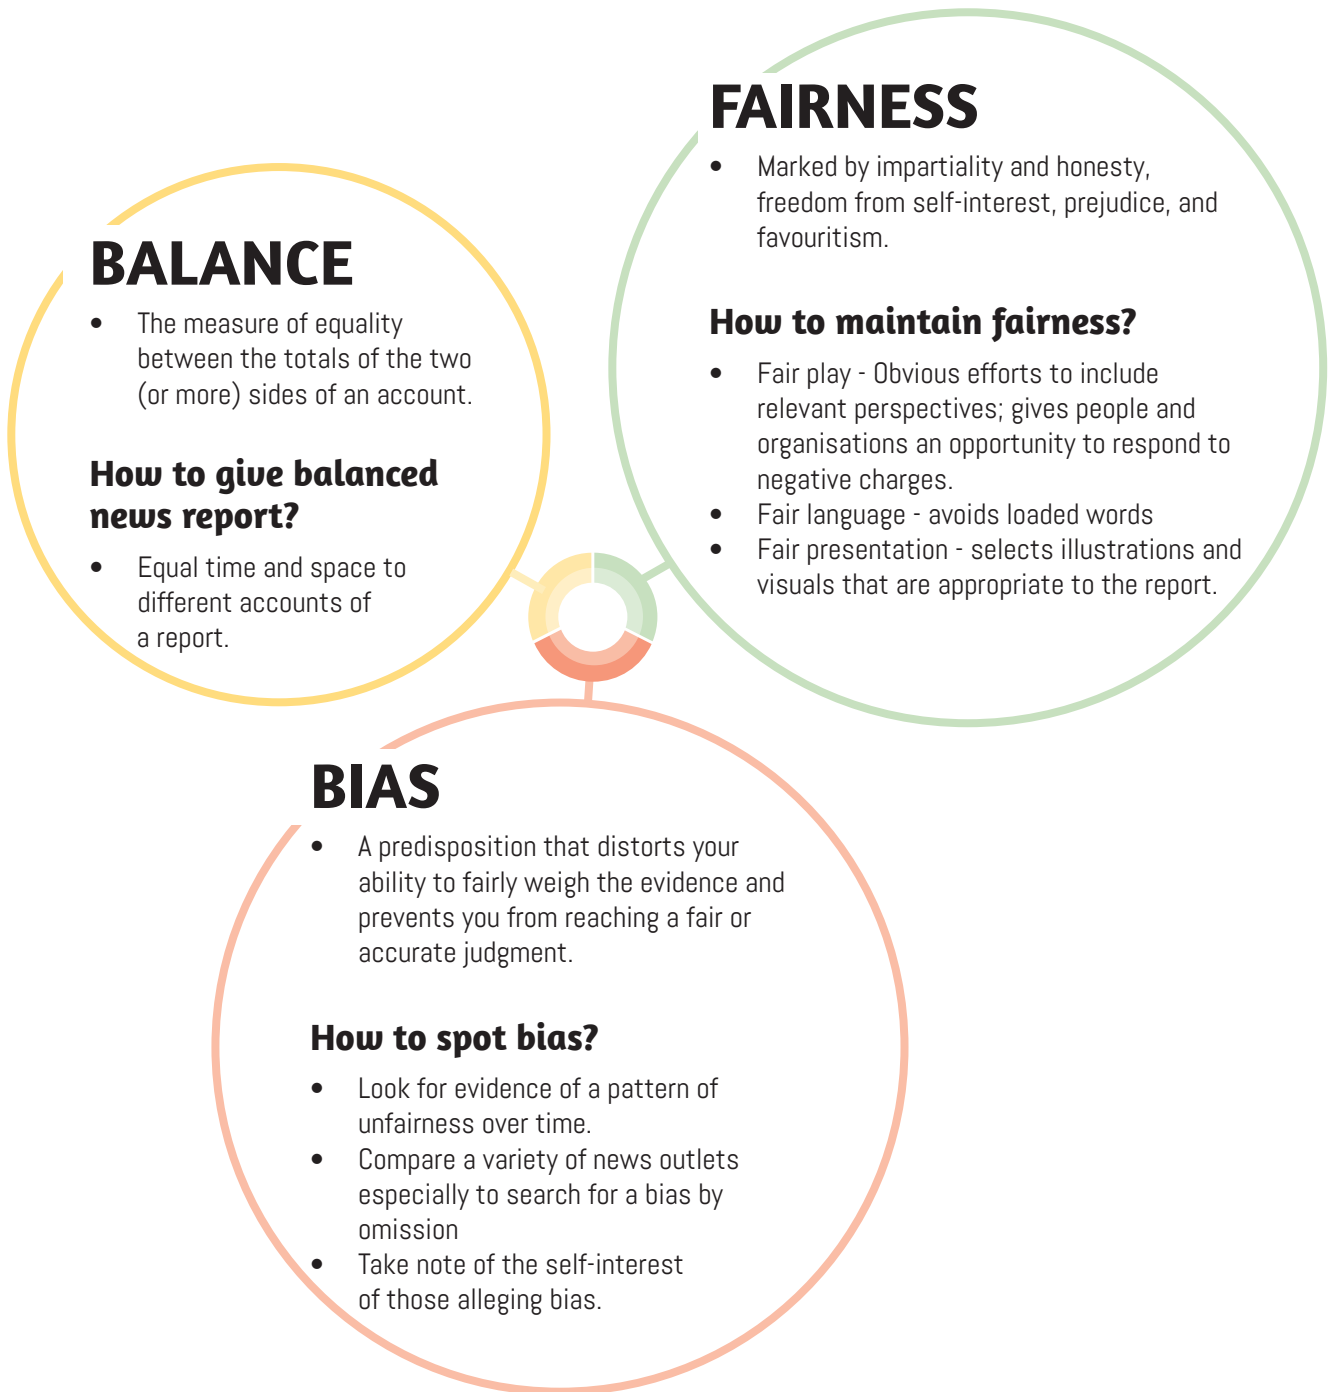 BALANCE
• The measure of equality
between the totals of the two
(or more) sides of an account.
How to give balanced
news report?
• Equal time and space to
different accounts of
a report.
FAIRNESS
• Marked by impartiality and honesty,
freedom from self-interest, prejudice, and
favouritism.
How to maintain fairness?
• Fair play - Obvious efforts to include
relevant perspectives; gives people and
organisations an opportunity to respond to
negative charges.
• Fair language - avoids loaded words
• Fair presentation - selects illustrations and
visuals that are appropriate to the report.
BIAS
• A predisposition that distorts your
ability to fairly weigh the evidence and
prevents you from reaching a fair or
accurate judgment.
How to spot bias?
• Look for evidence of a pattern of
unfairness over time.
• Compare a variety of news outlets
especially to search for a bias by
omission
• Take note of the self-interest
of those alleging bias.